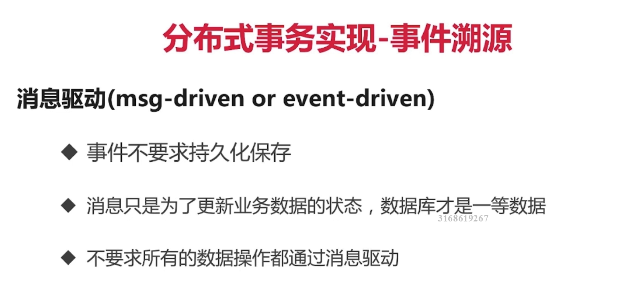 分布式事务实现-事件溯源
消息驱动(msg-driven or event-driven)
◆ 事件不要求持久化保存
◆ 消息只是为了更新业务数据的状态，数据库才是一等数据
3168619267
◆ 不要求所有的数据操作都通过消息驱动